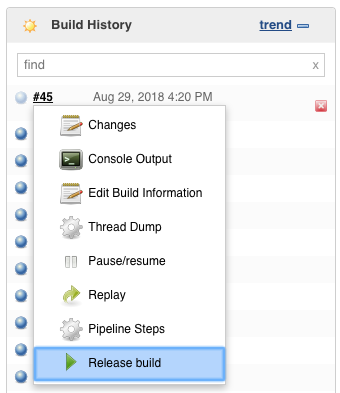 Build History
trend
find
x
#45
Aug 29, 2018 4:20 PM
Changes
Console Output
Edit Build Information
Thread Dump
Pause/resume
Replay
Pipeline Steps
Release build